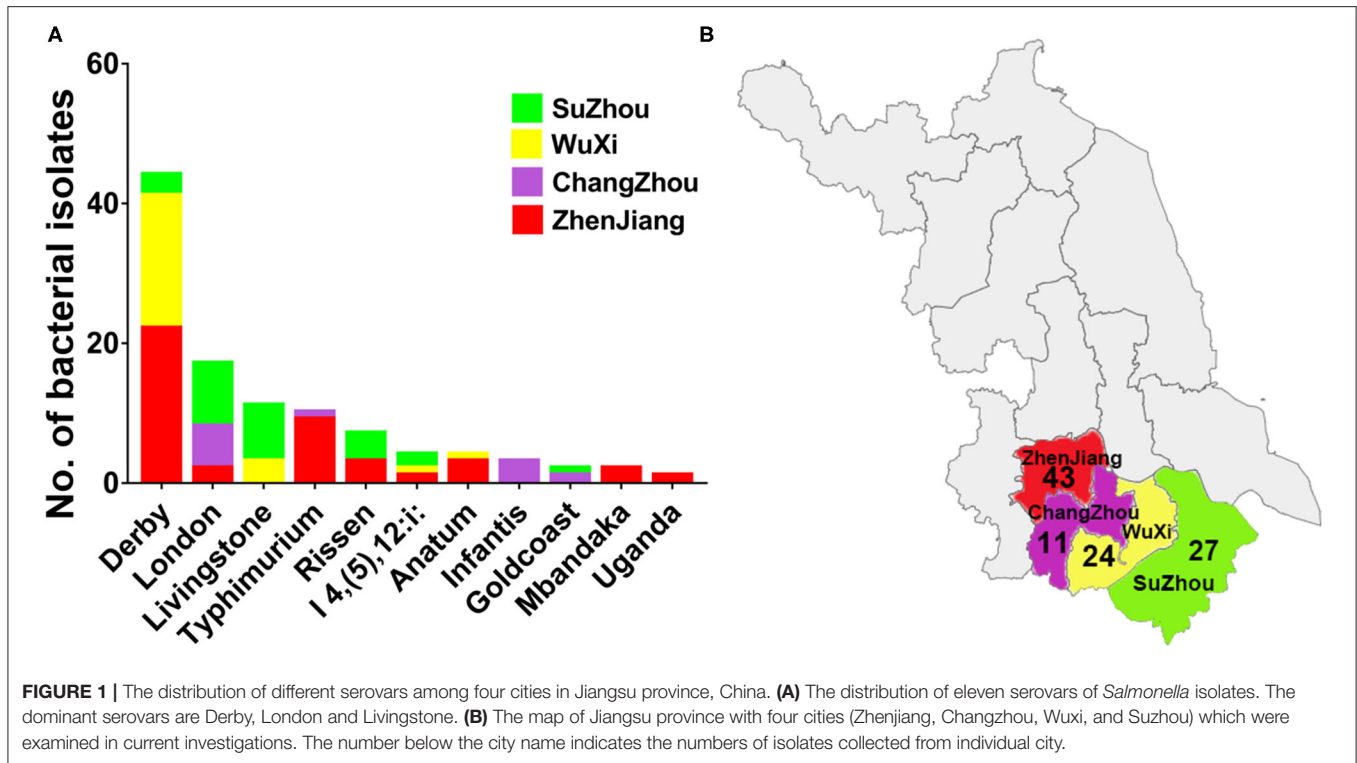 A
No. of bacterial isolates
60
40
20
0
SuZhou
WuXi
ChangZhou
ZhenJiang
Derby
London
Livingstone
Typhimurium
Rissen
I 4,(5), 12:i:
Anatum
Infantis
Goldcoast
Mbandaka
Uganda
B
ZhenJiang
43
ChangZhou
11
WuXi
24
27
SuZhou
FIGURE 1 | The distribution of different serovars among four cities in Jiangsu province, China. (A) The distribution of eleven serovars of Salmonella isolates. The
dominant serovars are Derby, London and Livingstone. (B) The map of Jiangsu province with four cities (Zhenjiang, Changzhou, Wuxi, and Suzhou) which were
examined in current investigations. The number below the city name indicates the numbers of isolates collected from individual city.